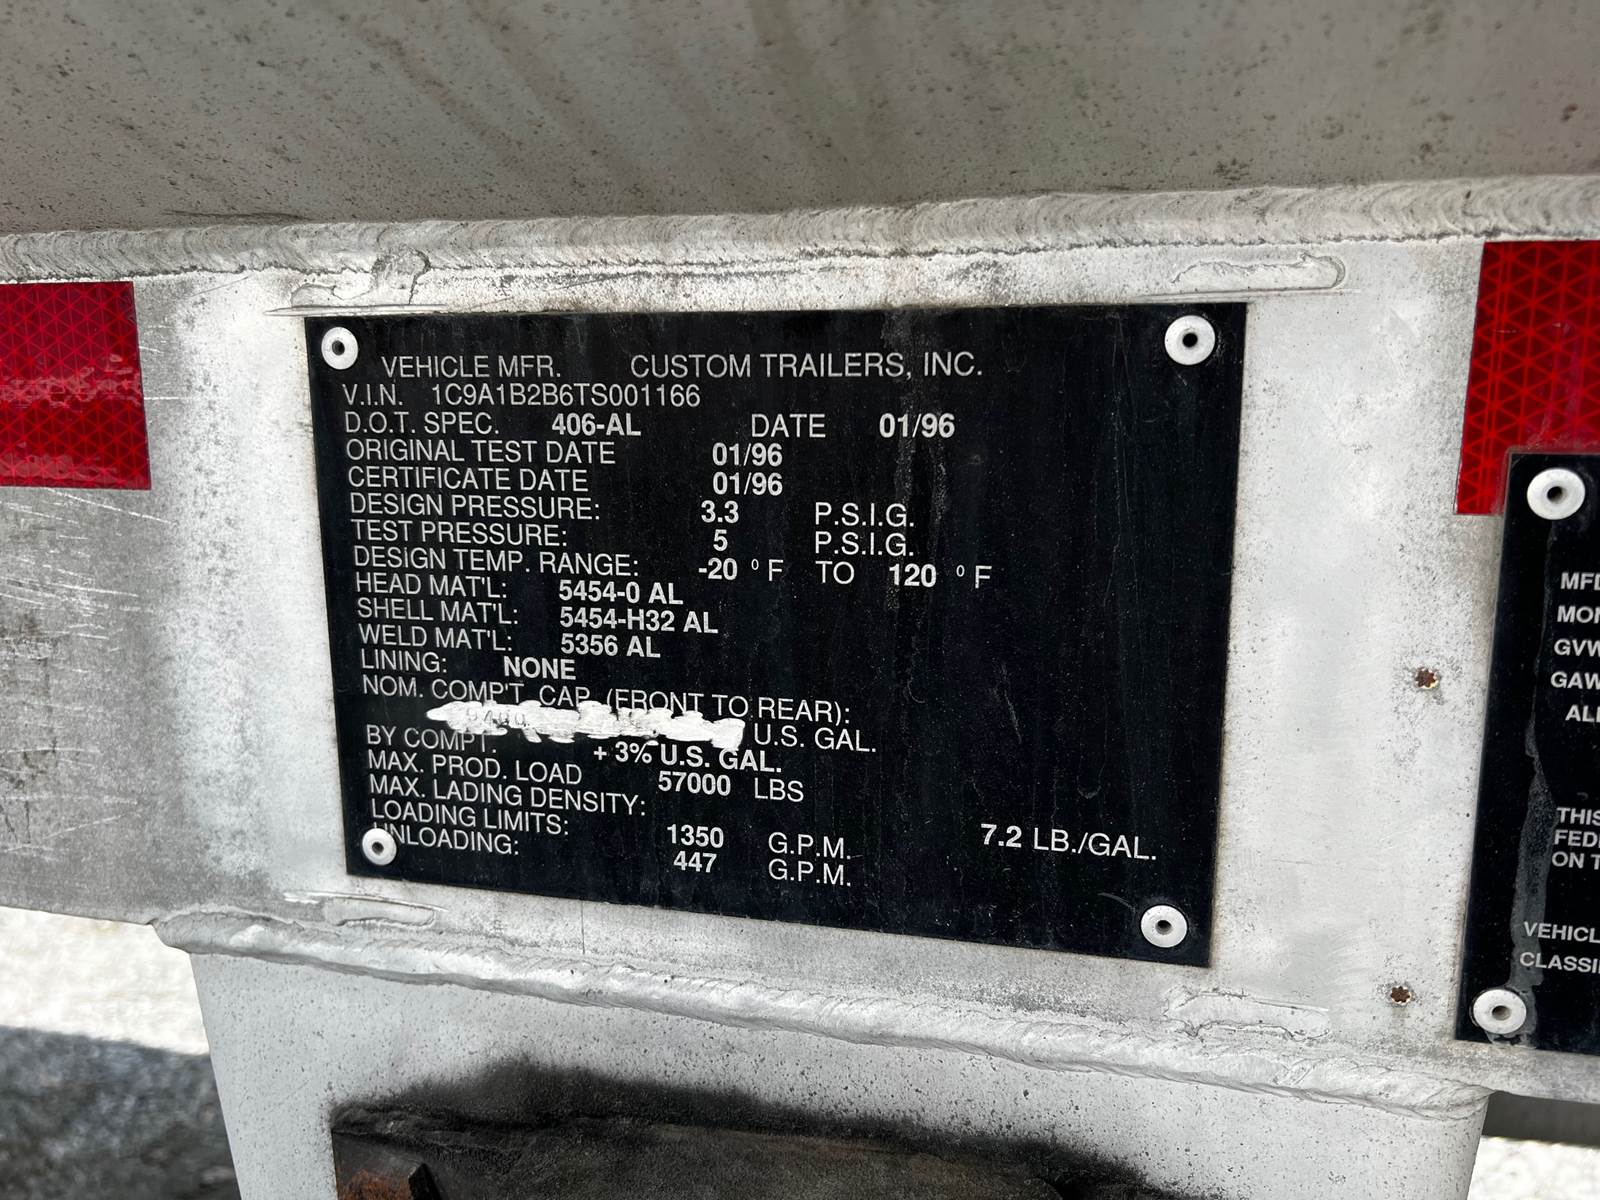 VEHICLE MFR. CUSTOM TRAILERS, INC.
V.I.N. 1C9A1B2B6TS001166
D.O.T. SPEC. 406-AL DATE 01/96
ORIGINAL TEST DATE 01/96
CERTIFICATE DATE 01/96
DESIGN PRESSURE: 3.3 P.S.I.G.
TEST PRESSURE: 5 P.S.I.G.
DESIGN TEMP. RANGE: -20 ° F TO 120 ° F
HEAD MAT'L: 5454-0 AL
SHELL MAT'L: 5454-H32 AL
WELD MAT'L: 5356 AL
LINING: NONE
NOM. COMP'T. CAP. (FRONT TO REAR):
U.S. GAL.
BY COMPT. + 3% U.S. GAL.
MAX. PROD. LOAD 57000 LBS
MAX. LADING DENSITY: 7.2 LB./GAL.
LOADING LIMITS: 1350 G.P.M.
UNLOADING: 447 G.P.M.
THIS
ON